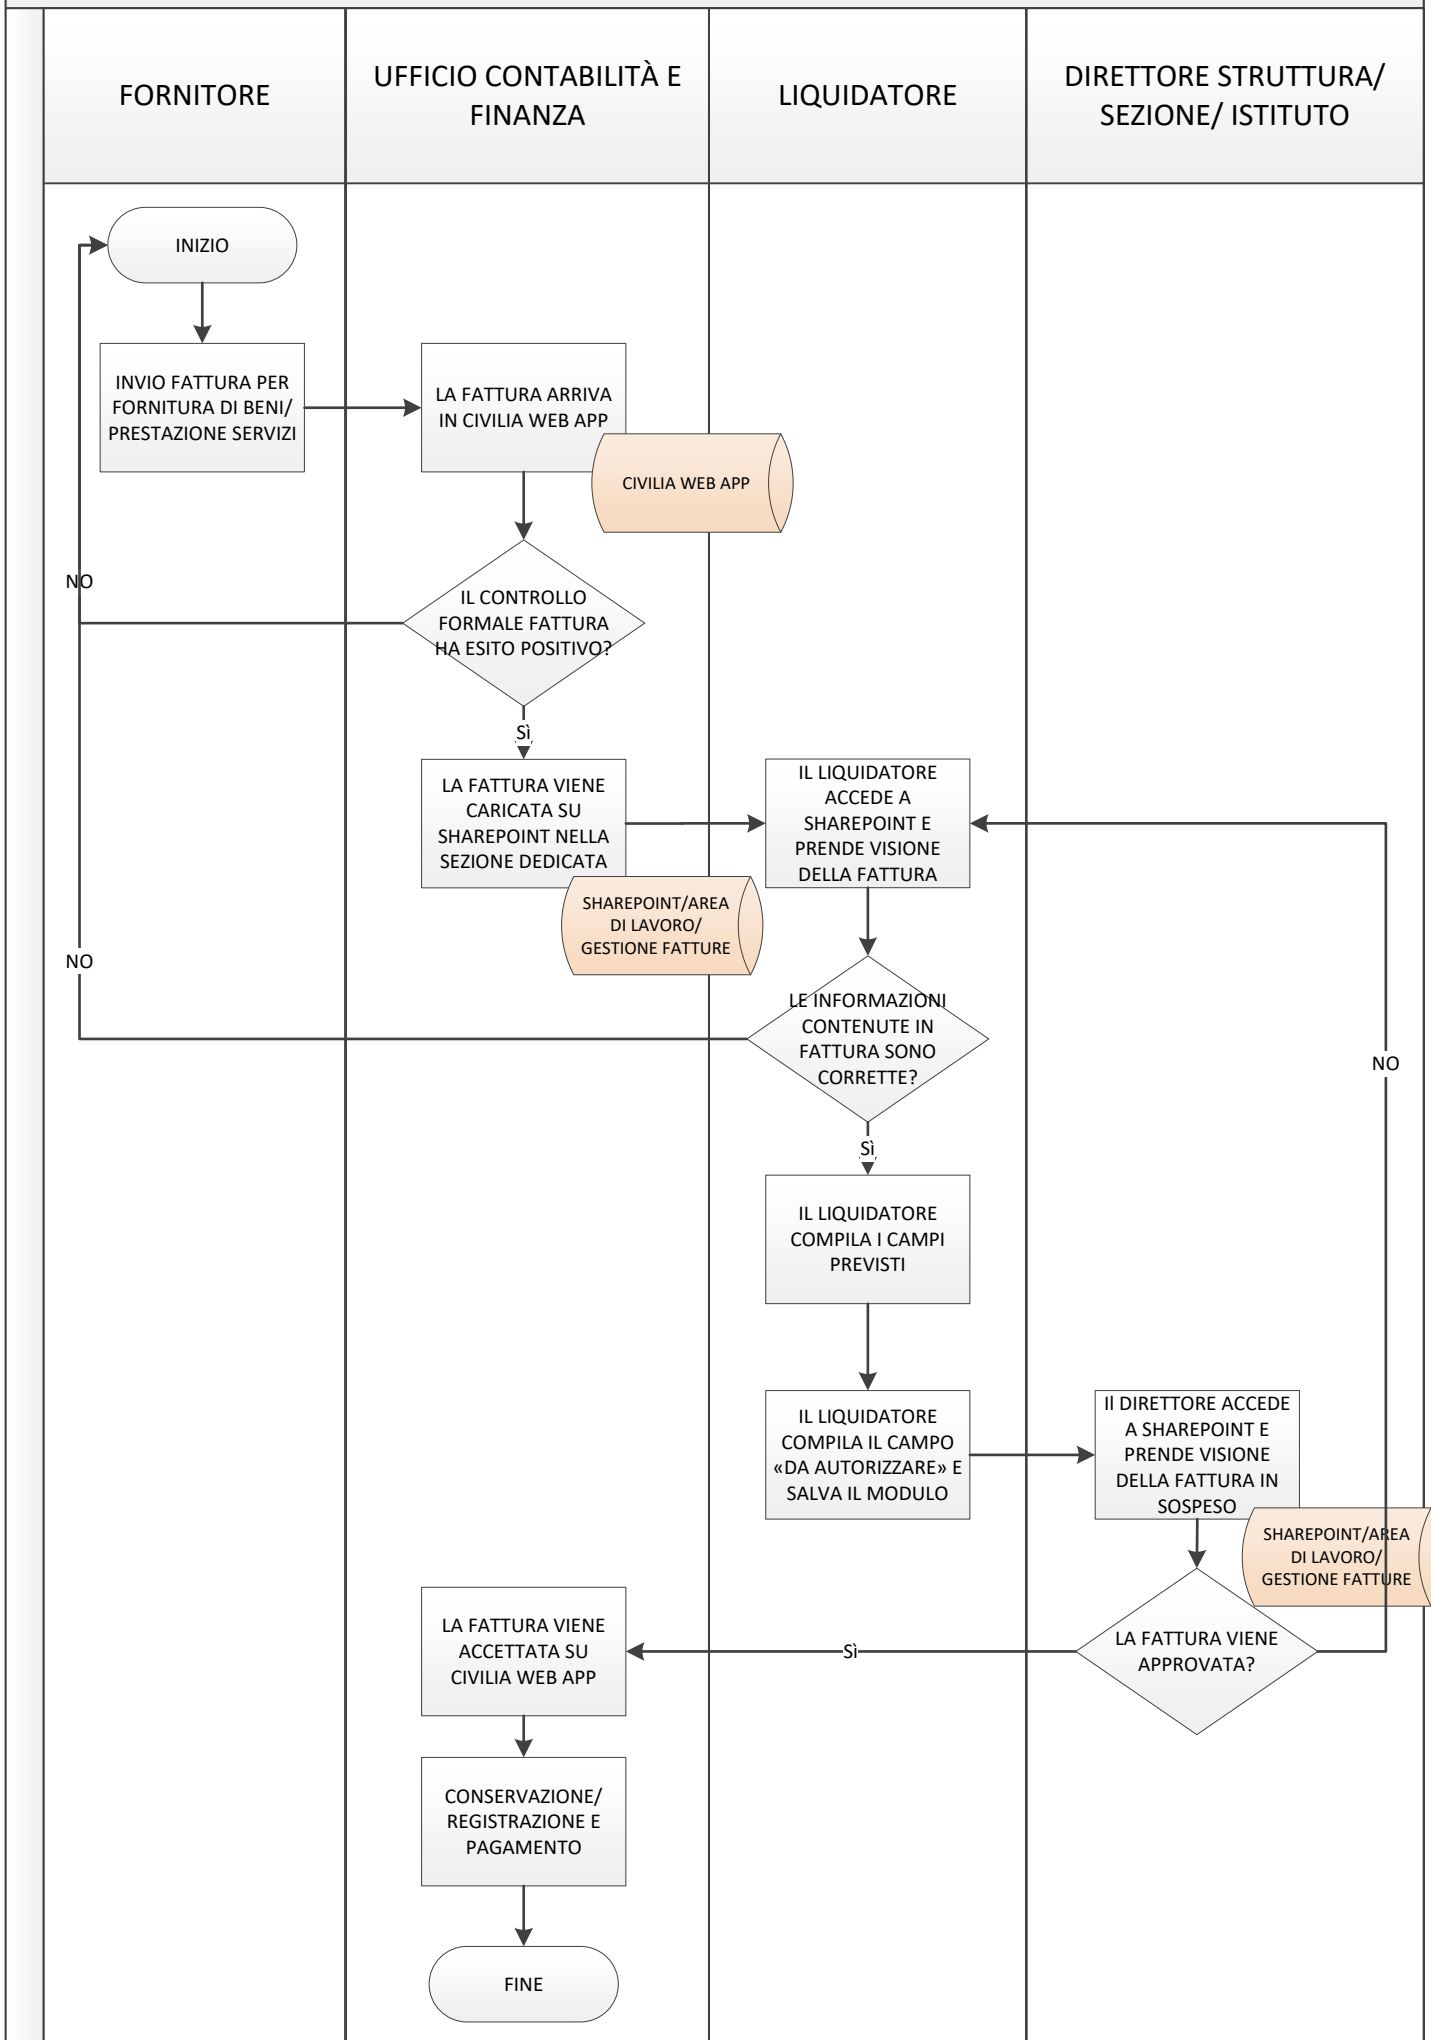 FORNITORE
UFFICIO CONTABILITÀ E
FINANZA
LIQUIDATORE
DIRETTORE STRUTTURA/
SEZIONE/ ISTITUTO
INIZIO
INVIO FATTURA PER
FORNITURA DI BENI/
PRESTAZIONE SERVIZI
LA FATTURA ARRIVA
IN CIVILIA WEB APP
CIVILIA WEB APP
NO
IL CONTROLLO
FORMALE FATTURA
HA ESITO POSITIVO?
Sì
LA FATTURA VIENE
CARICATA SU
SHAREPOINT NELLA
SEZIONE DEDICATA
SHAREPOINT/AREA
DI LAVORO/
GESTIONE FATTURE
IL LIQUIDATORE
ACCEDE A
SHAREPOINT E
PRENDE VISIONE
DELLA FATTURA
NO
LE INFORMAZIONI
CONTENUTE IN
FATTURA SONO
CORRETTE?
NO
Sì
IL LIQUIDATORE
COMPILA I CAMPI
PREVISTI
IL LIQUIDATORE
COMPILA IL CAMPO
«DA AUTORIZZARE» E
SALVA IL MODULO
Il DIRETTORE ACCEDE
A SHAREPOINT E
PRENDE VISIONE
DELLA FATTURA IN
SOSPESO
SHAREPOINT/AREA
DI LAVORO/
GESTIONE FATTURE
LA FATTURA VIENE
APPROVATA?
Sì
LA FATTURA VIENE
ACCETTATA SU
CIVILIA WEB APP
CONSERVAZIONE/
REGISTRAZIONE E
PAGAMENTO
FINE